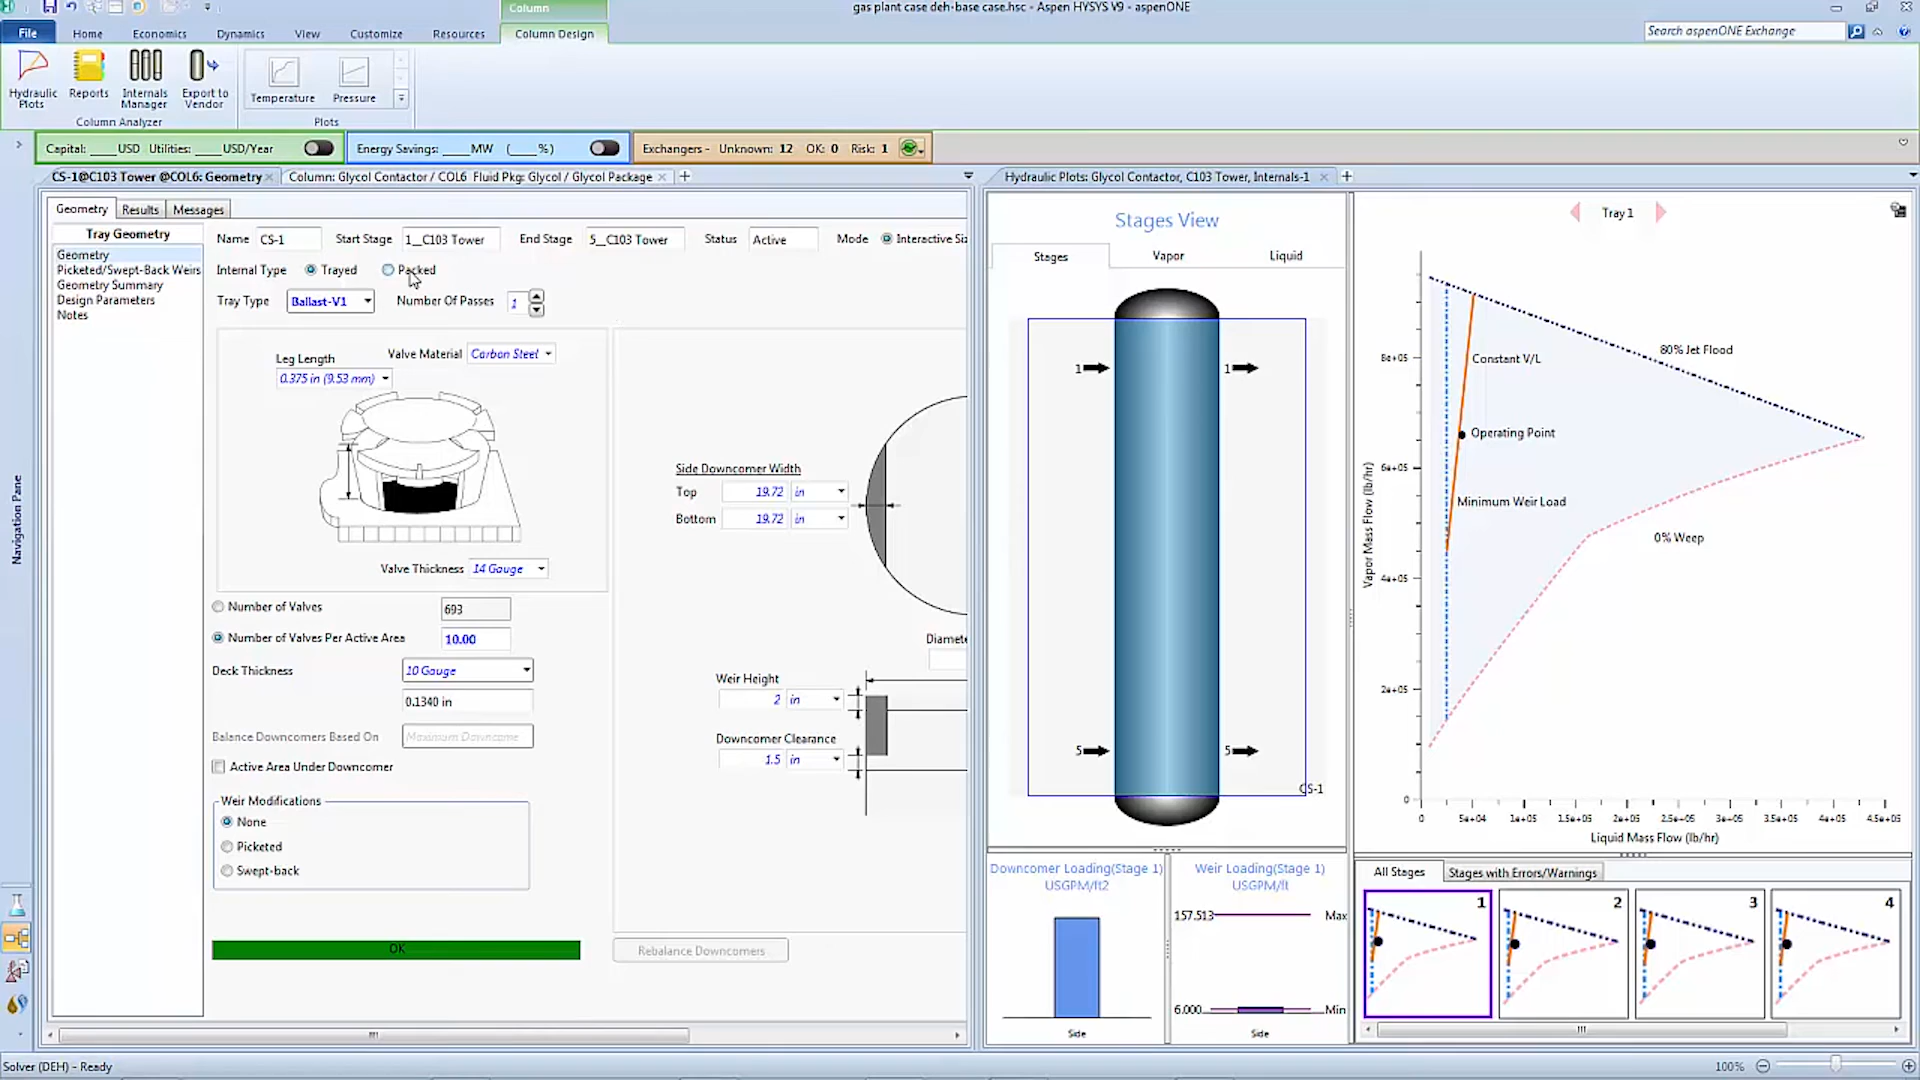 Column
gas plant case deh-base case.hsc - Aspen HYSYS V9 - aspenONE
File Home Economics Dynamics View Customize Resources Column Design
Search aspenONE Exchange
Hydraulic Plots
Reports
Internals Manager
Export to Vendor
Temperature
Pressure
Column Analyzer
Plots
Capital: ____USD Utilities: ____USD/Year
Energy Savings: ____MW (____%)
Exchangers - Unknown: 12 OK: 0 Risk: 1
CS-1@C103 Tower @COL6: Geometry
Column: Glycol Contactor / COL6 Fluid Pkg: Glycol / Glycol Package
Hydraulic Plots: Glycol Contactor, C103 Tower, Internals-1
Navigation Pane
Geometry Results Messages
Tray Geometry
Geometry
Picketed/Swept-Back Weirs
Geometry Summary
Design Parameters
Notes
Name CS-1 Start Stage 1__C103 Tower End Stage 5__C103 Tower Status Active Mode Interactive Siz
Internal Type Trayed Packed
Tray Type Ballast-V1 Number Of Passes 1
Leg Length
0.375 in (9.53 mm)
Valve Material Carbon Steel
Valve Thickness 14 Gauge
Number of Valves 693
Number of Valves Per Active Area 10.00
Deck Thickness 10 Gauge
0.1340 in
Balance Downcomers Based On Maximum Downcome
Active Area Under Downcomer
Weir Modifications
None
Picketed
Swept-back
OK
Side Downcomer Width
Top 19.72 in
Bottom 19.72 in
Diamete
Weir Height
2 in
Downcomer Clearance
1.5 in
Rebalance Downcomers
Stages View
Stages Vapor Liquid
1 1
5 5
CS-1
Downcomer Loading(Stage 1)
USGPM/ft2
Side
Weir Loading(Stage 1)
USGPM/ft
157.513 Max
6.000 Min
Side
Tray 1
Vapor Mass Flow (lb/hr)
8e+05
6e+05
4e+05
2e+05
0
80% Jet Flood
Constant V/L
Operating Point
Minimum Weir Load
0% Weep
0 5e+04 1e+05 1.5e+05 2e+05 2.5e+05 3e+05 3.5e+05 4e+05 4.5e+05
Liquid Mass Flow (lb/hr)
All Stages Stages with Errors/Warnings
1 2 3 4
Solver (DEH) - Ready
100%